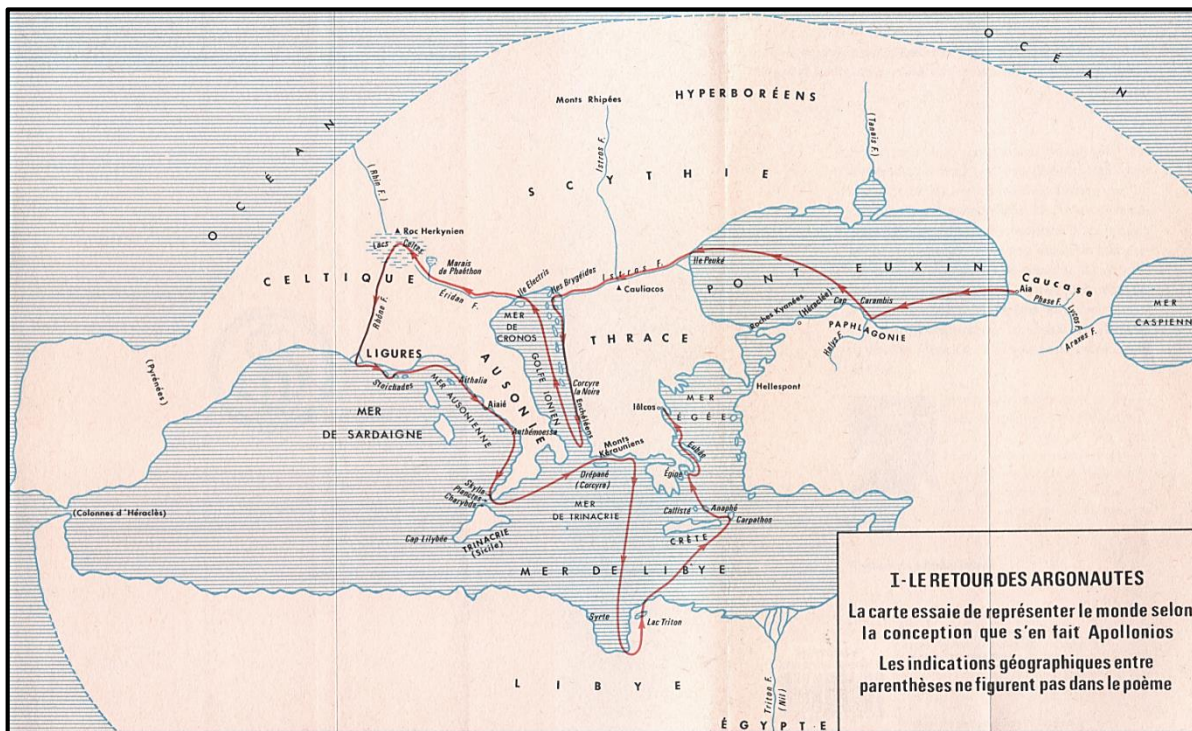 OCÉAN
OCÉAN
HYPERBORÉENS
Monts Rhipées
Istros F.
(Tanaïs F.)
SCYTHIE
(Rhin F.)
Roc Herkynien
Lacs Celtes
Marais
de Phaéthon
CELTIQUE
Eridan F.
Ile Electris
Iles Brygéides
Istros F.
Cauliacos
Ile Peuké
PONT EUXIN
Caucase
Aia
Phase F.
Lycos F.
Araxes F.
MER
CASPIENNE
Roches Kyanées
(Héraclée)
Cap Carambis
PAPHLAGONIE
Halys F.
Rhône F.
MER
DE
CRONOS
THRACE
LIGURES
AUSONIE
GOLFE IONIEN
(Pyrénées)
Stoichades
Aithalia
MER AUSONIENNE
Aiaié
Anthémoessa
Corcyre
la Noire
Enchéléens
Hellespont
MER
ÉGÉE
Iôlcos
MER
DE SARDAIGNE
Monts
Kérauniens
Eubée
Égine
Drépané
(Corcyre)
Skylla
Planctes
Charybde
MER
DE TRINACRIE
Callisté
Anaphé
Carpathos
CRÈTE
(Colonnes d'Héraclès)
Cap Lilybée
TRINACRIE
(Sicile)
MER DE LIBYE
Syrte
Lac Triton
LIBYE
Triton F.
(Nil)
ÉGYPTE
I-LE RETOUR DES ARGONAUTES
La carte essaie de représenter le monde selon
la conception que s'en fait Apollonios
Les indications géographiques entre
parenthèses ne figurent pas dans le poème